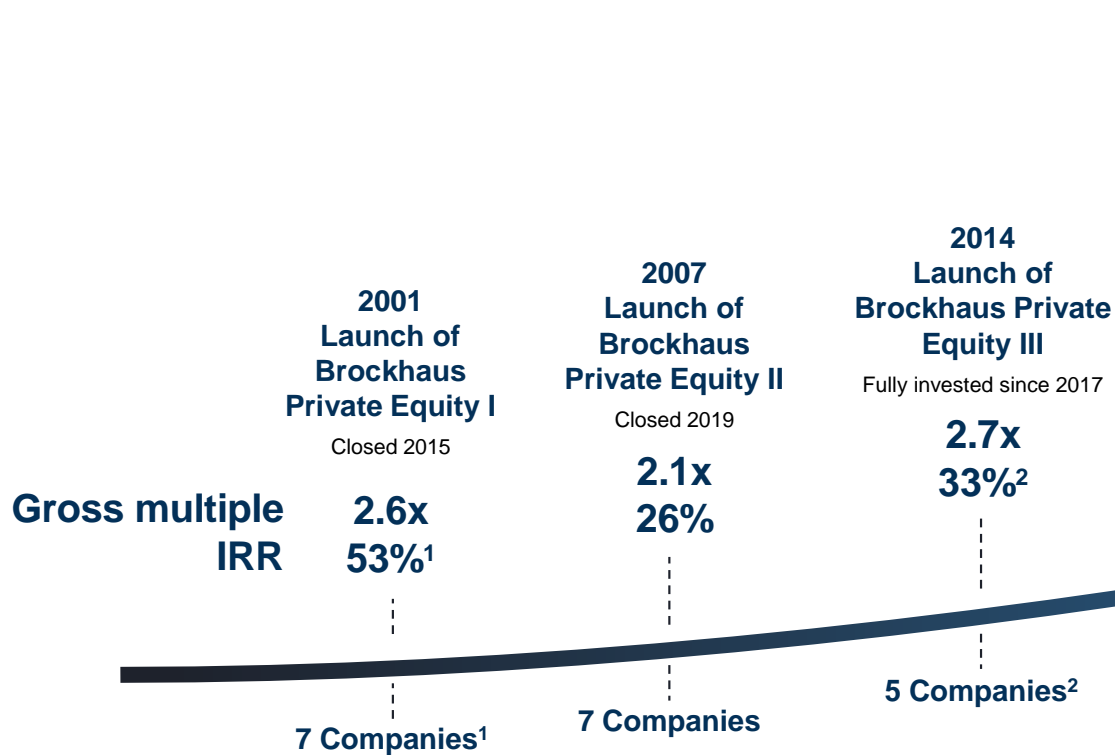 2001
Launch of
Brockhaus
Private Equity I
Closed 2015
2.6x
53%¹
7 Companies¹
2007
Launch of
Brockhaus
Private Equity II
Closed 2019
2.1x
26%
7 Companies
2014
Launch of
Brockhaus Private
Equity III
Fully invested since 2017
2.7x
33%²
5 Companies²
Gross multiple
IRR